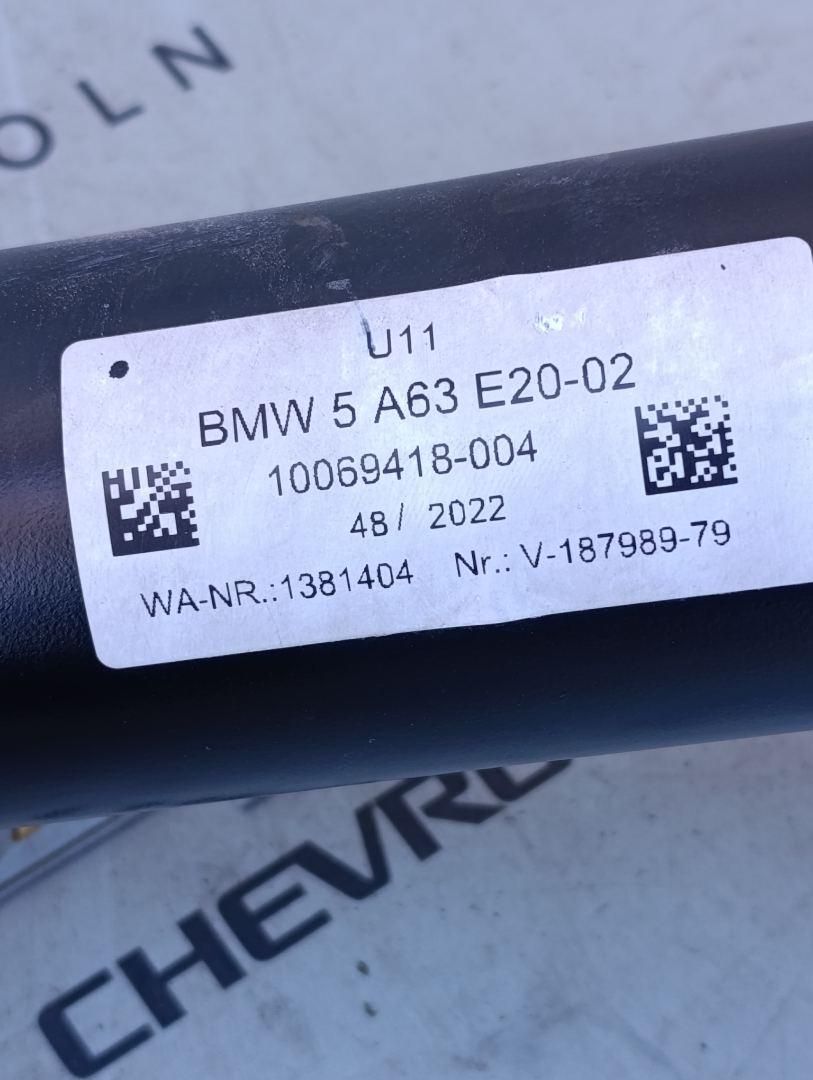 OLN
U11
BMW 5 A63 E20-02
10069418-004
48/ 2022
WA-NR.:1381404 Nr.: V-187989-79
CHEVRO